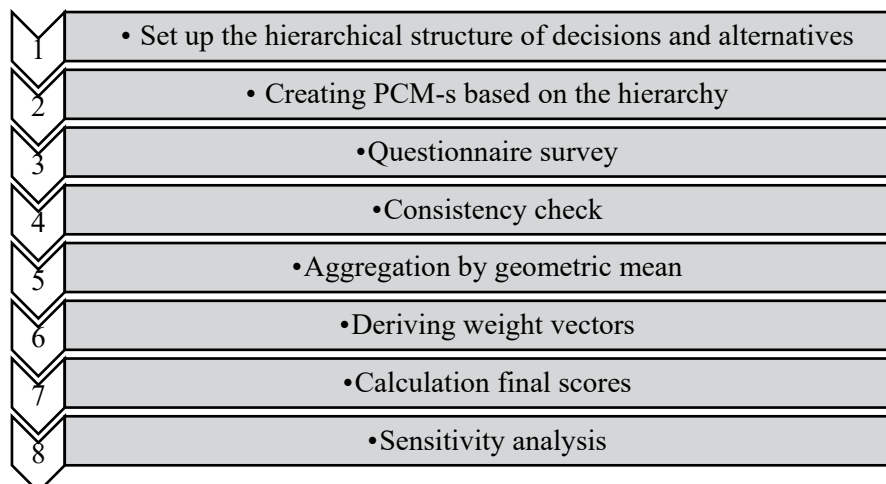 1 • Set up the hierarchical structure of decisions and alternatives
2 • Creating PCM-s based on the hierarchy
3 •Questionnaire survey
4 •Consistency check
5 •Aggregation by geometric mean
6 •Deriving weight vectors
7 •Calculation final scores
8 •Sensitivity analysis